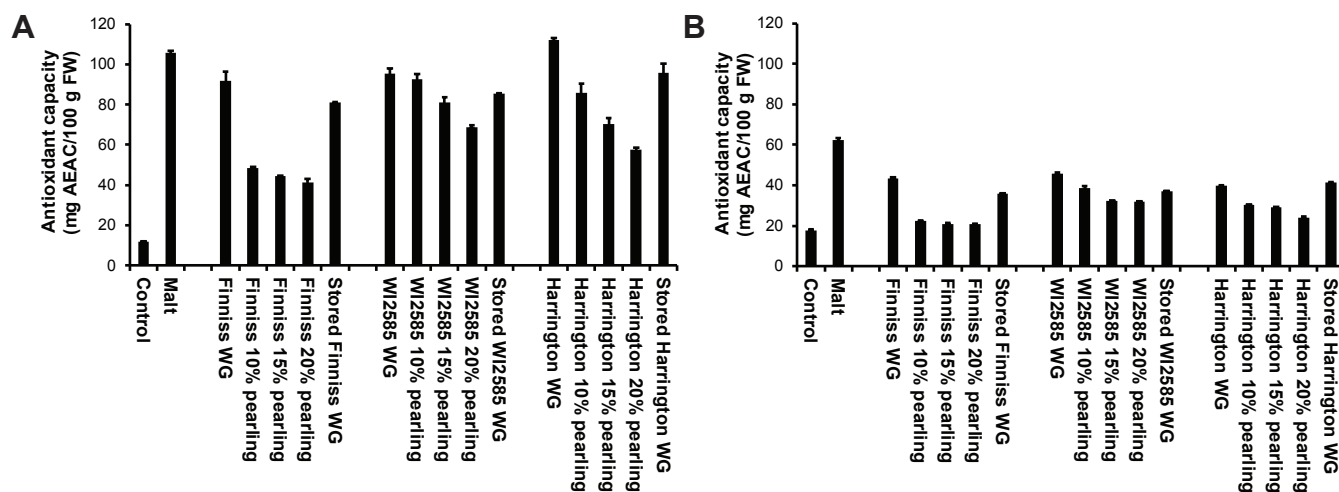 A
Antioxidant capacity
(mg AEAC/100 g FW)
120
100
80
60
40
20
0
Control
Malt
Finniss WG
Finniss 10% pearling
Finniss 15% pearling
Finniss 20% pearling
Stored Finniss WG
WI2585 WG
WI2585 10% pearling
WI2585 15% pearling
WI2585 20% pearling
Stored WI2585 WG
Harrington WG
Harrington 10% pearling
Harrington 15% pearling
Harrington 20% pearling
Stored Harrington WG
B
Antioxidant capacity
(mg AEAC/100 g FW)
120
100
80
60
40
20
0
Control
Malt
Finniss WG
Finniss 10% pearling
Finniss 15% pearling
Finniss 20% pearling
Stored Finniss WG
WI2585 WG
WI2585 10% pearling
WI2585 15% pearling
WI2585 20% pearling
Stored WI2585 WG
Harrington WG
Harrington 10% pearling
Harrington 15% pearling
Harrington 20% pearling
Stored Harrington WG